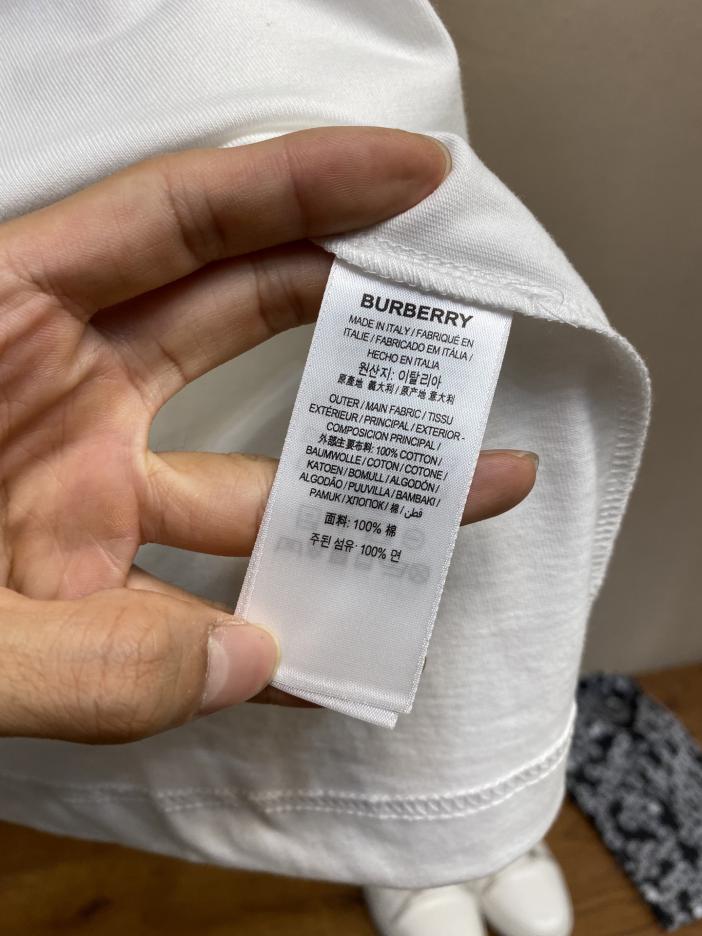 BURBERRY
MADE IN ITALY / FABRIQUÉ EN
ITALIE / FABRICADO EM ITÁLIA /
HECHO EN ITALIA
원산지: 이탈리아
原產地 義大利 / 原产地 意大利
OUTER / MAIN FABRIC / TISSU
EXTÉRIEUR / PRINCIPAL / EXTERIOR -
COMPOSICION PRINCIPAL /
外部生要布料: 100% COTTON /
BAUMWOLLE / COTON / COTONE /
KATOEN / BOMULL / ALGODÓN /
ALGODÃO / PUUVILLA / BAMBAKI /
PAMUK / ХЛОПОК / 棉 / قطن
面料: 100% 棉
주된 섬유: 100% 면